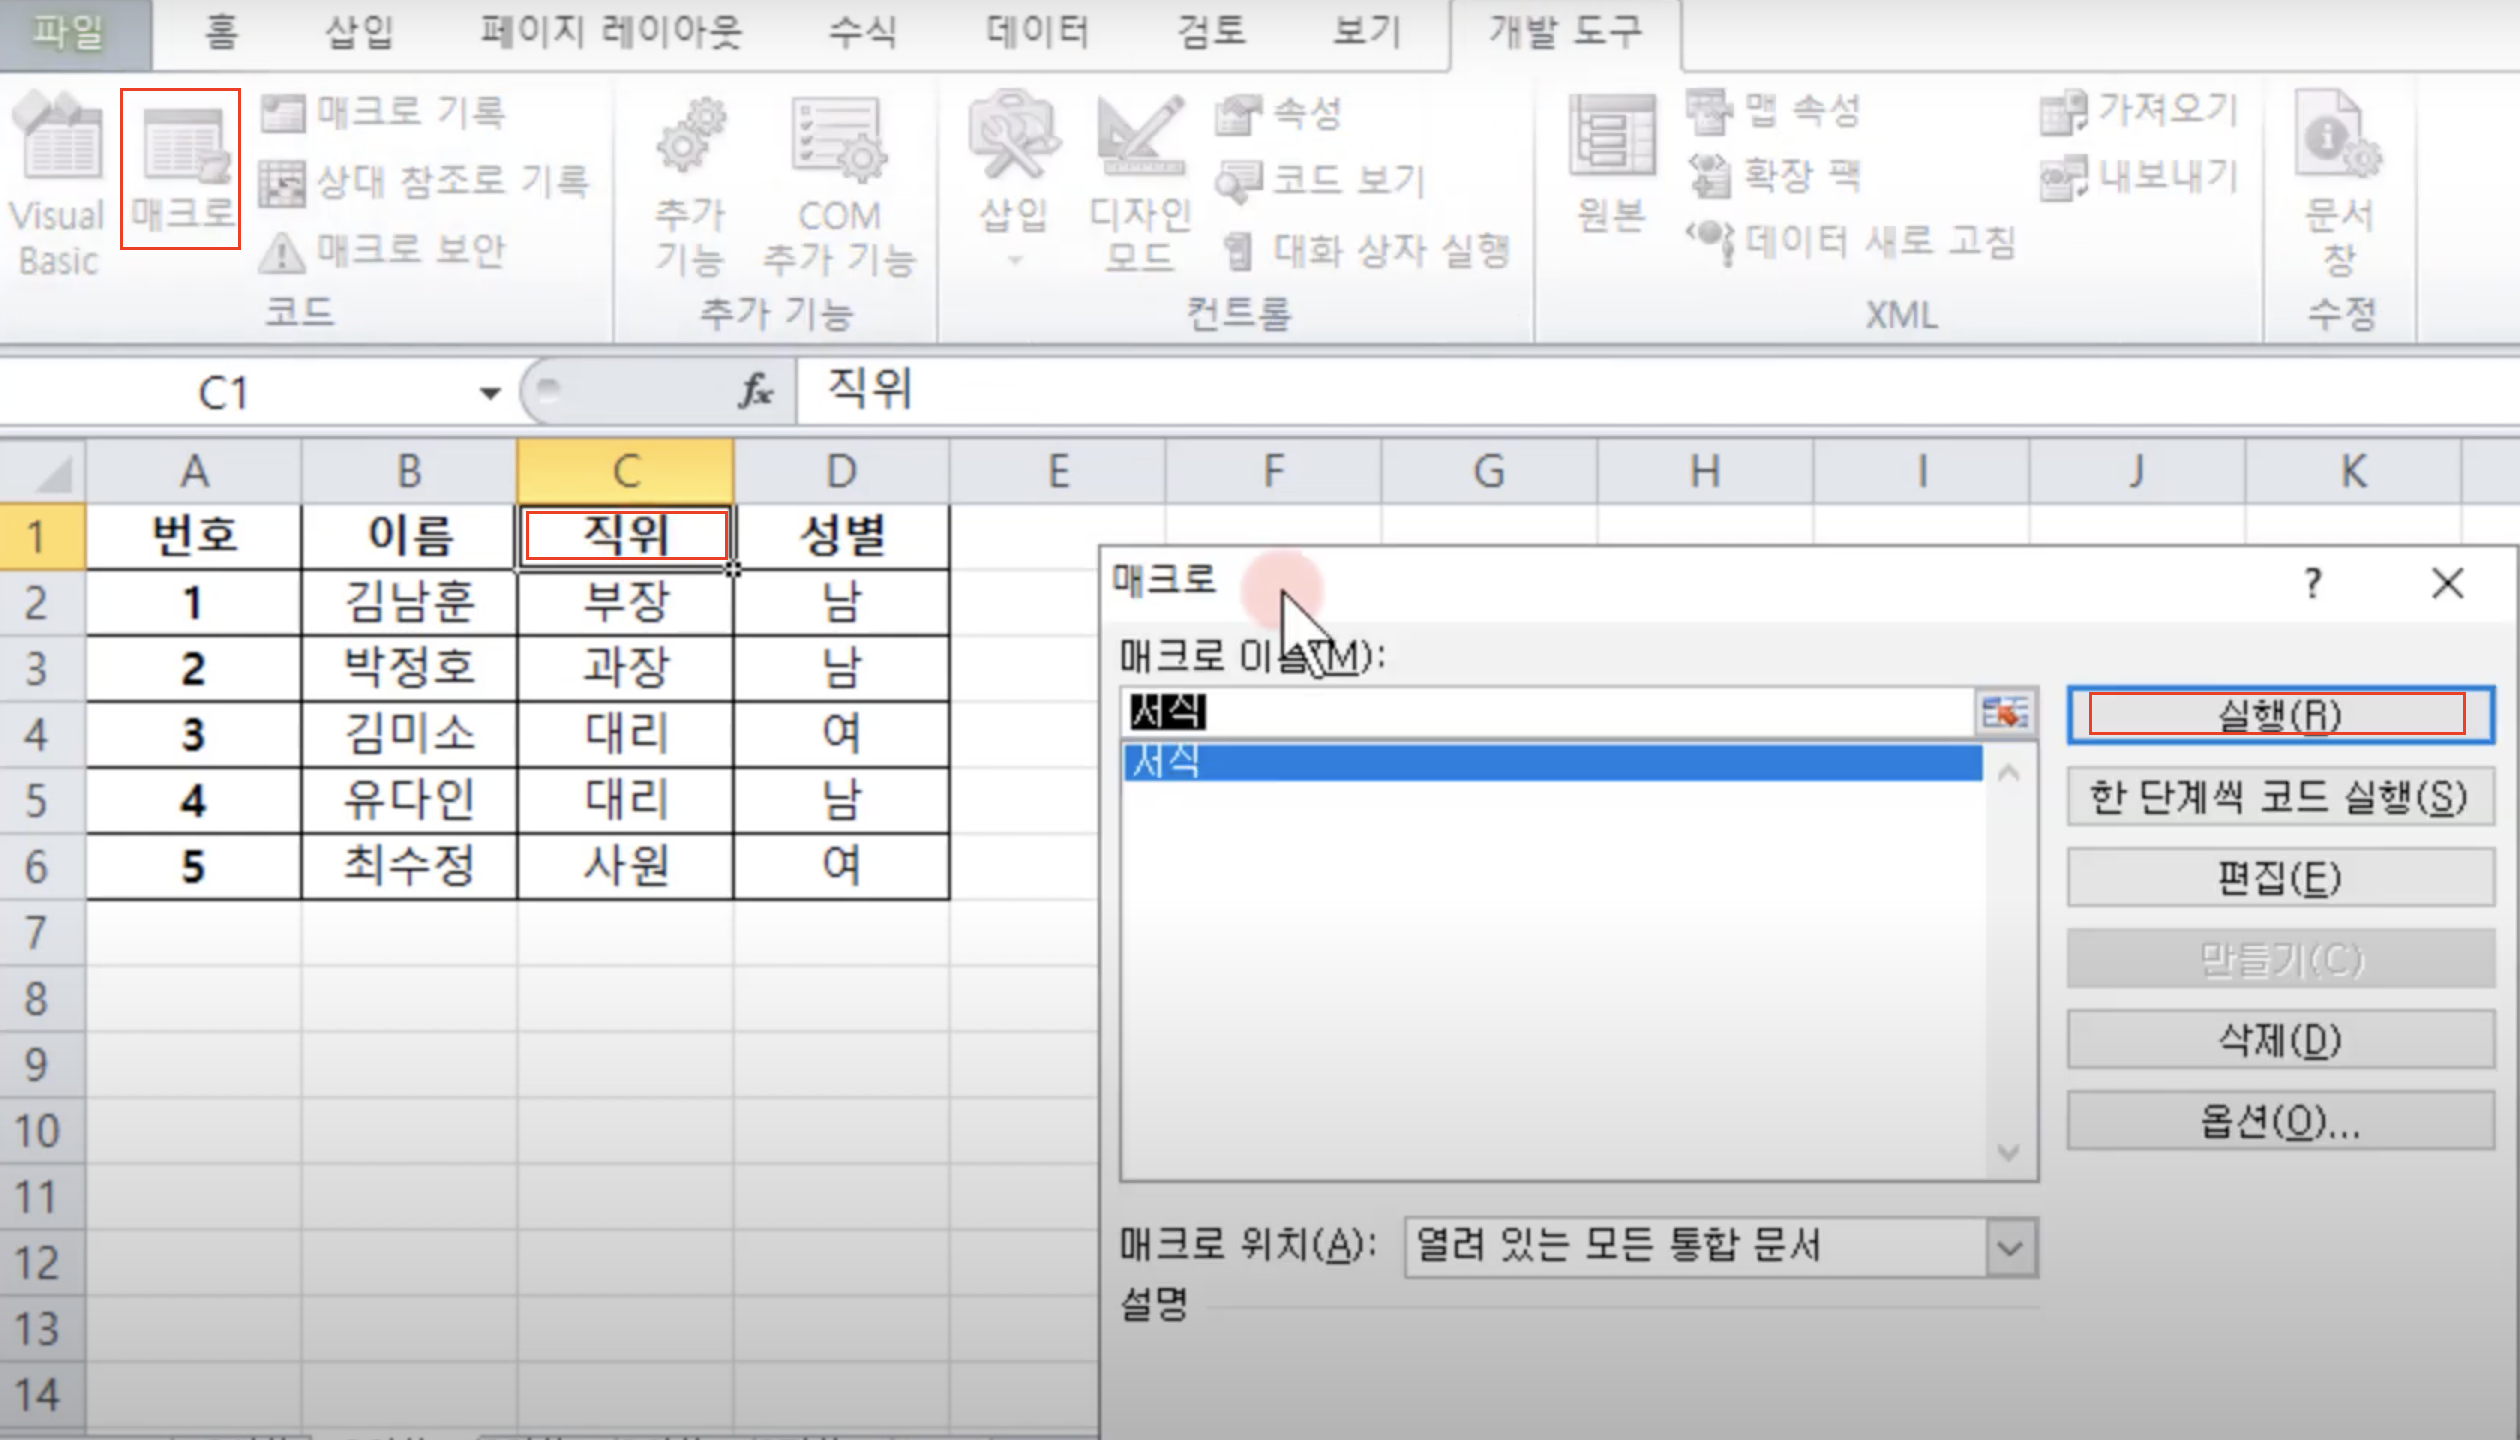 파일 홈 삽입 페이지 레이아웃 수식 데이터 검토 보기 개발 도구
Visual Basic
매크로
매크로 기록
상대 참조로 기록
매크로 보안
코드
추가 기능
COM 추가 기능
추가 기능
삽입
디자인 모드
속성
코드 보기
대화 상자 실행
컨트롤
원본
맵 속성
확장 팩
데이터 새로 고침
가져오기
내보내기
XML
문서 창
수정
C1 fx 직위
A B C D E F G H I J K
1 번호 이름 직위 성별
2 1 김남훈 부장 남
3 2 박정호 과장 남
4 3 김미소 대리 여
5 4 유다인 대리 남
6 5 최수정 사원 여
7
8
9
10
11
12
13
14
매크로 ?
매크로 이름(M):
서식
서식
실행(R)
한 단계씩 코드 실행(S)
편집(E)
만들기(C)
삭제(D)
옵션(O)...
매크로 위치(A): 열려 있는 모든 통합 문서
설명